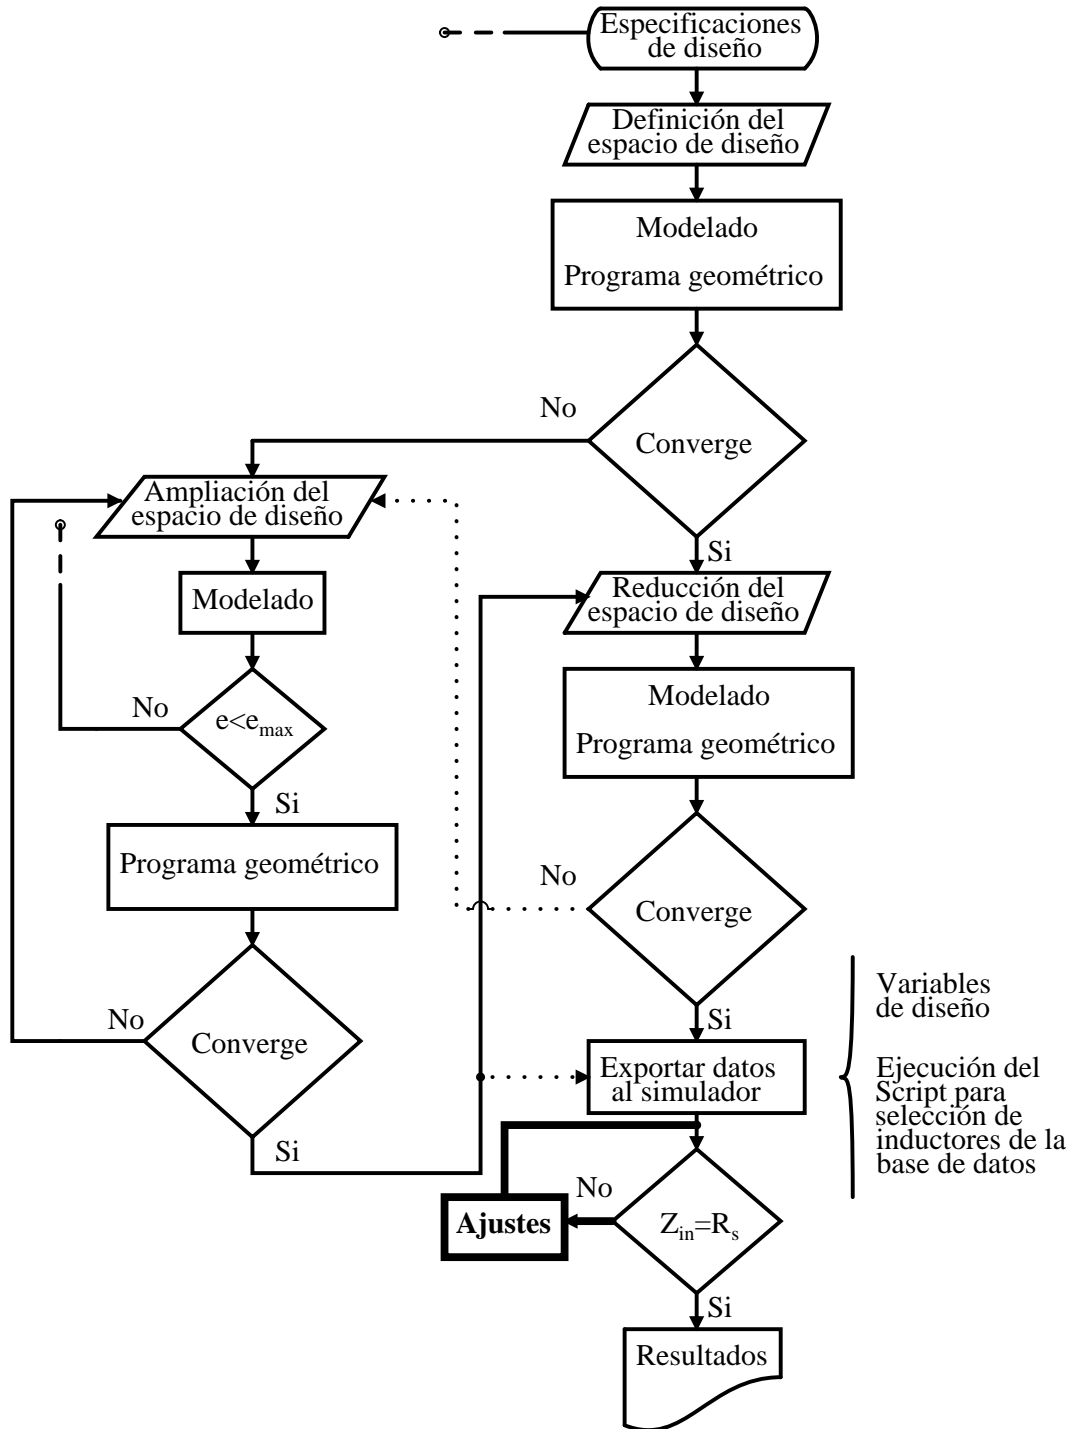 Especificaciones
de diseño
Definición del
espacio de diseño
Modelado
Programa geométrico
No
Converge
Si
Ampliación del
espacio de diseño
Modelado
No
e<e_max
Si
Programa geométrico
No
Converge
Si
Reducción del
espacio de diseño
Modelado
Programa geométrico
No
Converge
Si
Exportar datos
al simulador
Variables
de diseño
Ejecución del
Script para
selección de
inductores de la
base de datos
No
Ajustes
Z_in=R_s
Si
Resultados